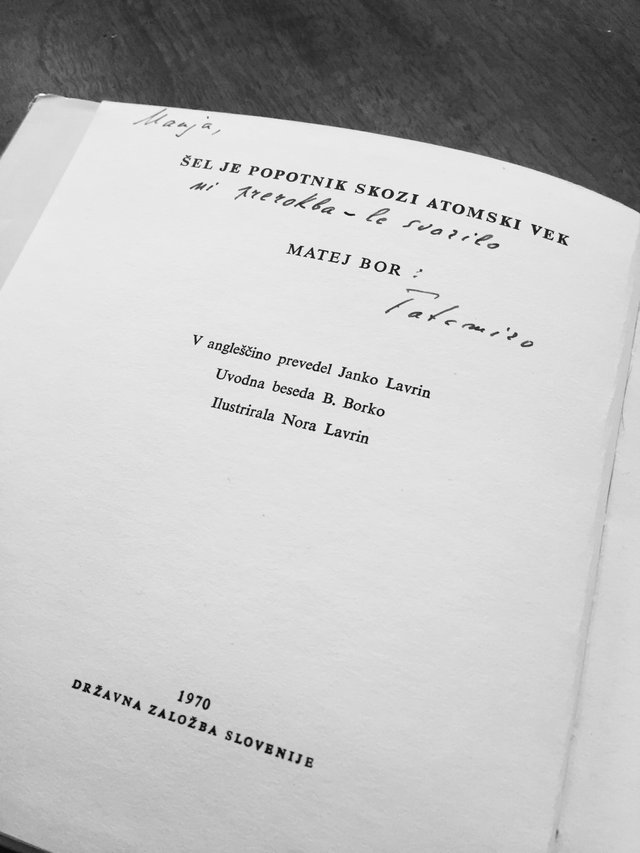 Manja,
ŠEL JE POPOTNIK SKOZI ATOMSKI VEK
ni prerokba – le svarilo
MATEJ BOR :
Tatamiro
V angleščino prevedel Janko Lavrin
Uvodna beseda B. Borko
Ilustrirala Nora Lavrin
1970
DRŽAVNA ZALOŽBA SLOVENIJE